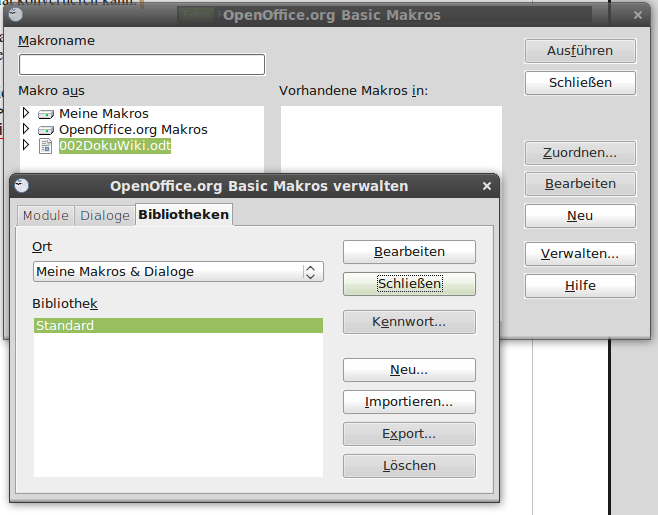 OpenOffice.org Basic Makros
Makroname
Makro aus
Vorhandene Makros in:
Meine Makros
OpenOffice.org Makros
002DokuWiki.odt
Ausführen
Schließen
Zuordnen...
Bearbeiten
Neu
Verwalten...
Hilfe
OpenOffice.org Basic Makros verwalten
Module
Dialoge
Bibliotheken
Ort
Meine Makros & Dialoge
Bibliothek
Standard
Bearbeiten
Schließen
Kennwort...
Neu...
Importieren...
Export...
Löschen